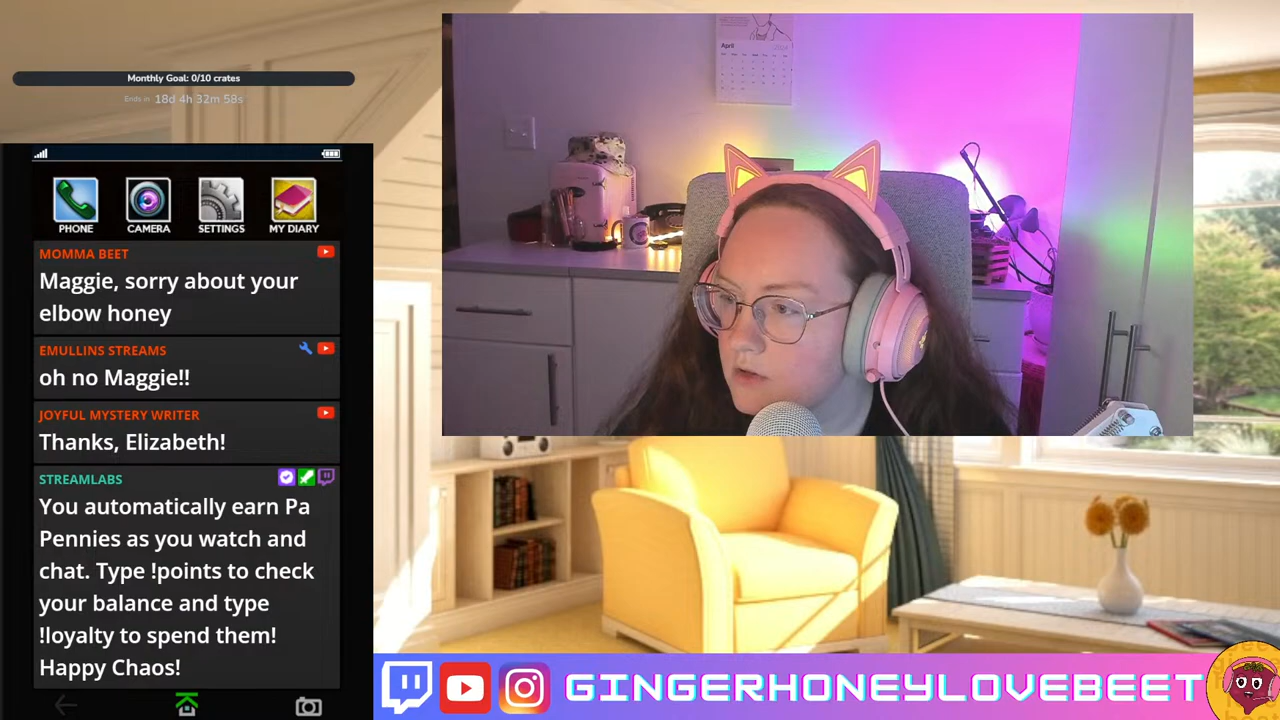 Monthly Goal: 0/10 crates
Ends in 18d 4h 32m 58s
April
PHONE
CAMERA
SETTINGS
MY DIARY
MOMMA BEET
Maggie, sorry about your
elbow honey
EMULLINS STREAMS
oh no Maggie!!
JOYFUL MYSTERY WRITER
Thanks, Elizabeth!
STREAMLABS
You automatically earn Pa
Pennies as you watch and
chat. Type !points to check
your balance and type
!loyalty to spend them!
Happy Chaos!
GINGERHONEYLOVEBEET